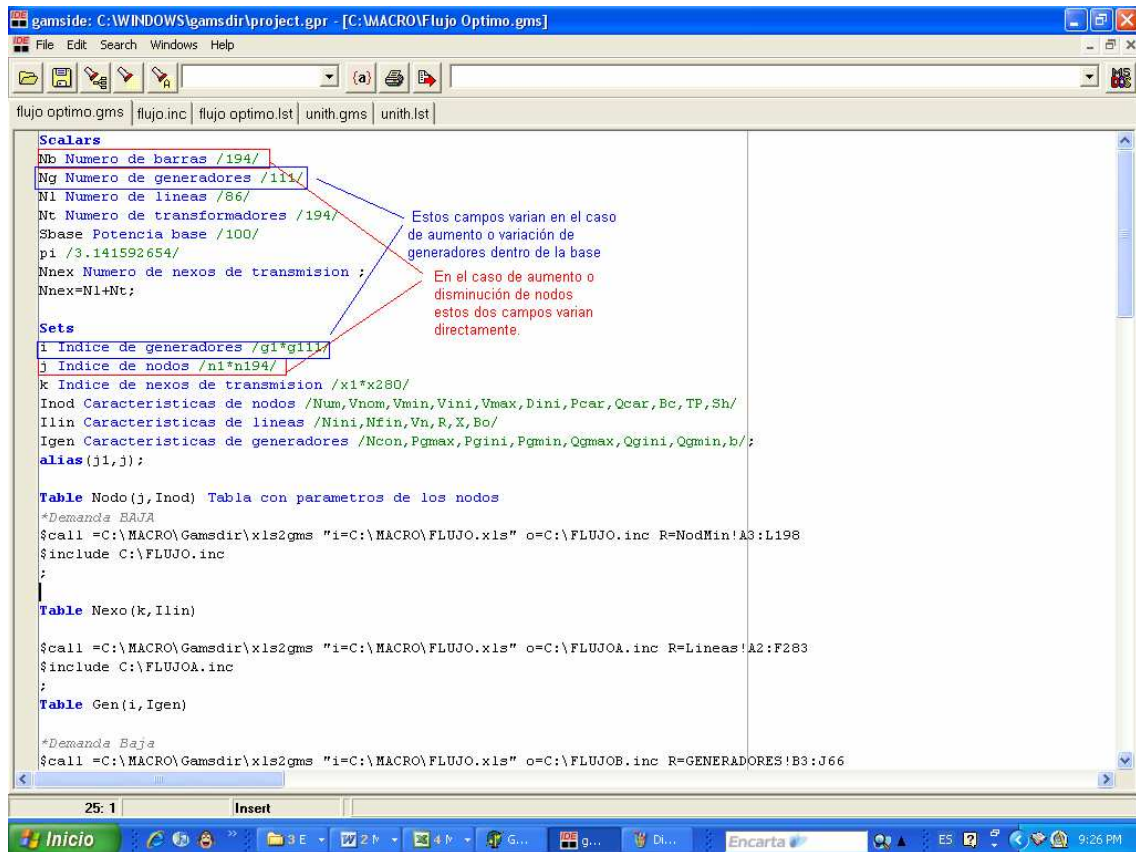 gamside: C:\WINDOWS\gamsdir\project.gpr - [C:\MACRO\Flujo Optimo.gms]
IDE File Edit Search Windows Help
{a}
flujo optimo.gms flujo.inc flujo optimo.lst unith.gms unith.lst
Scalars
Nb Numero de barras /194/
Ng Numero de generadores /111/
Nl Numero de lineas /86/
Nt Numero de transformadores /194/
Sbase Potencia base /100/
pi /3.141592654/
Nnex Numero de nexos de transmision ;
Nnex=Nl+Nt;
Estos campos varian en el caso
de aumento o variación de
generadores dentro de la base
En el caso de aumento o
disminución de nodos
estos dos campos varian
directamente.
Sets
i Indice de generadores /g1*g111/
j Indice de nodos /n1*n194/
k Indice de nexos de transmision /x1*x280/
Inod Caracteristicas de nodos /Num,Vnom,Vmin,Vini,Vmax,Dini,Pcar,Qcar,Bc,TP,Sh/
Ilin Caracteristicas de lineas /Nini,Nfin,Vn,R,X,Bo/
Igen Caracteristicas de generadores /Ncon,Pgmax,Pgini,Pgmin,Qgmax,Qgini,Qgmin,b/;
alias(j1,j);
Table Nodo(j,Inod) Tabla con parametros de los nodos
*Demanda BAJA
$call =C:\MACRO\Gamsdir\xls2gms "i=C:\MACRO\FLUJO.xls" o=C:\FLUJO.inc R=NodMin!A3:L198
$include C:\FLUJO.inc
;
Table Nexo(k,Ilin)
$call =C:\MACRO\Gamsdir\xls2gms "i=C:\MACRO\FLUJO.xls" o=C:\FLUJOA.inc R=Lineas!A2:F283
$include C:\FLUJOA.inc
;
Table Gen(i,Igen)
*Demanda Baja
$call =C:\MACRO\Gamsdir\xls2gms "i=C:\MACRO\FLUJO.xls" o=C:\FLUJOB.inc R=GENERADORES!B3:J66
25: 1 Insert
Inicio » 3 E 2 4 G... g... Di... Encarta ES 9:26 PM